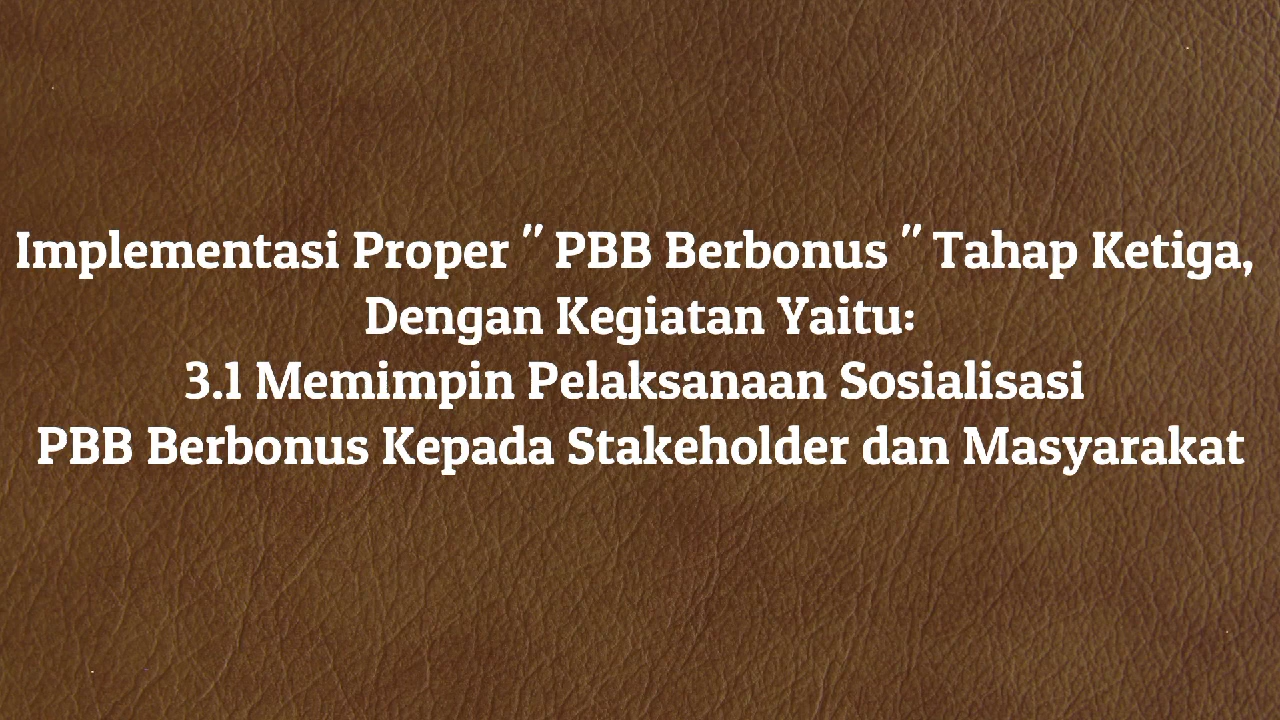 Implementasi Proper " PBB Berbonus " Tahap Ketiga,
Dengan Kegiatan Yaitu:
3.1 Memimpin Pelaksanaan Sosialisasi
PBB Berbonus Kepada Stakeholder dan Masyarakat